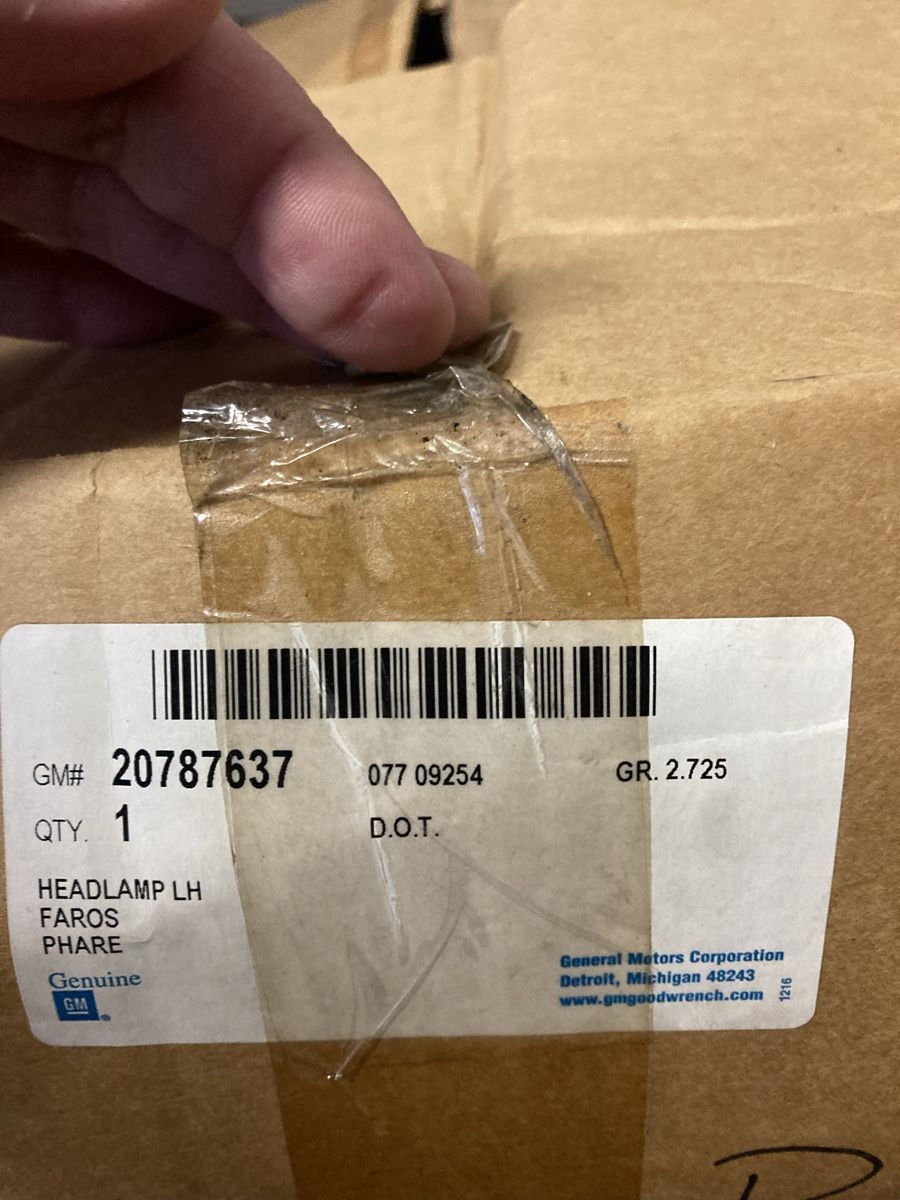 GM# 20787637 077 09254 GR. 2.725
QTY. 1 D.O.T.
HEADLAMP LH
FAROS
PHARE
Genuine
GM
General Motors Corporation
Detroit, Michigan 48243
www.gmgoodwrench.com
1216